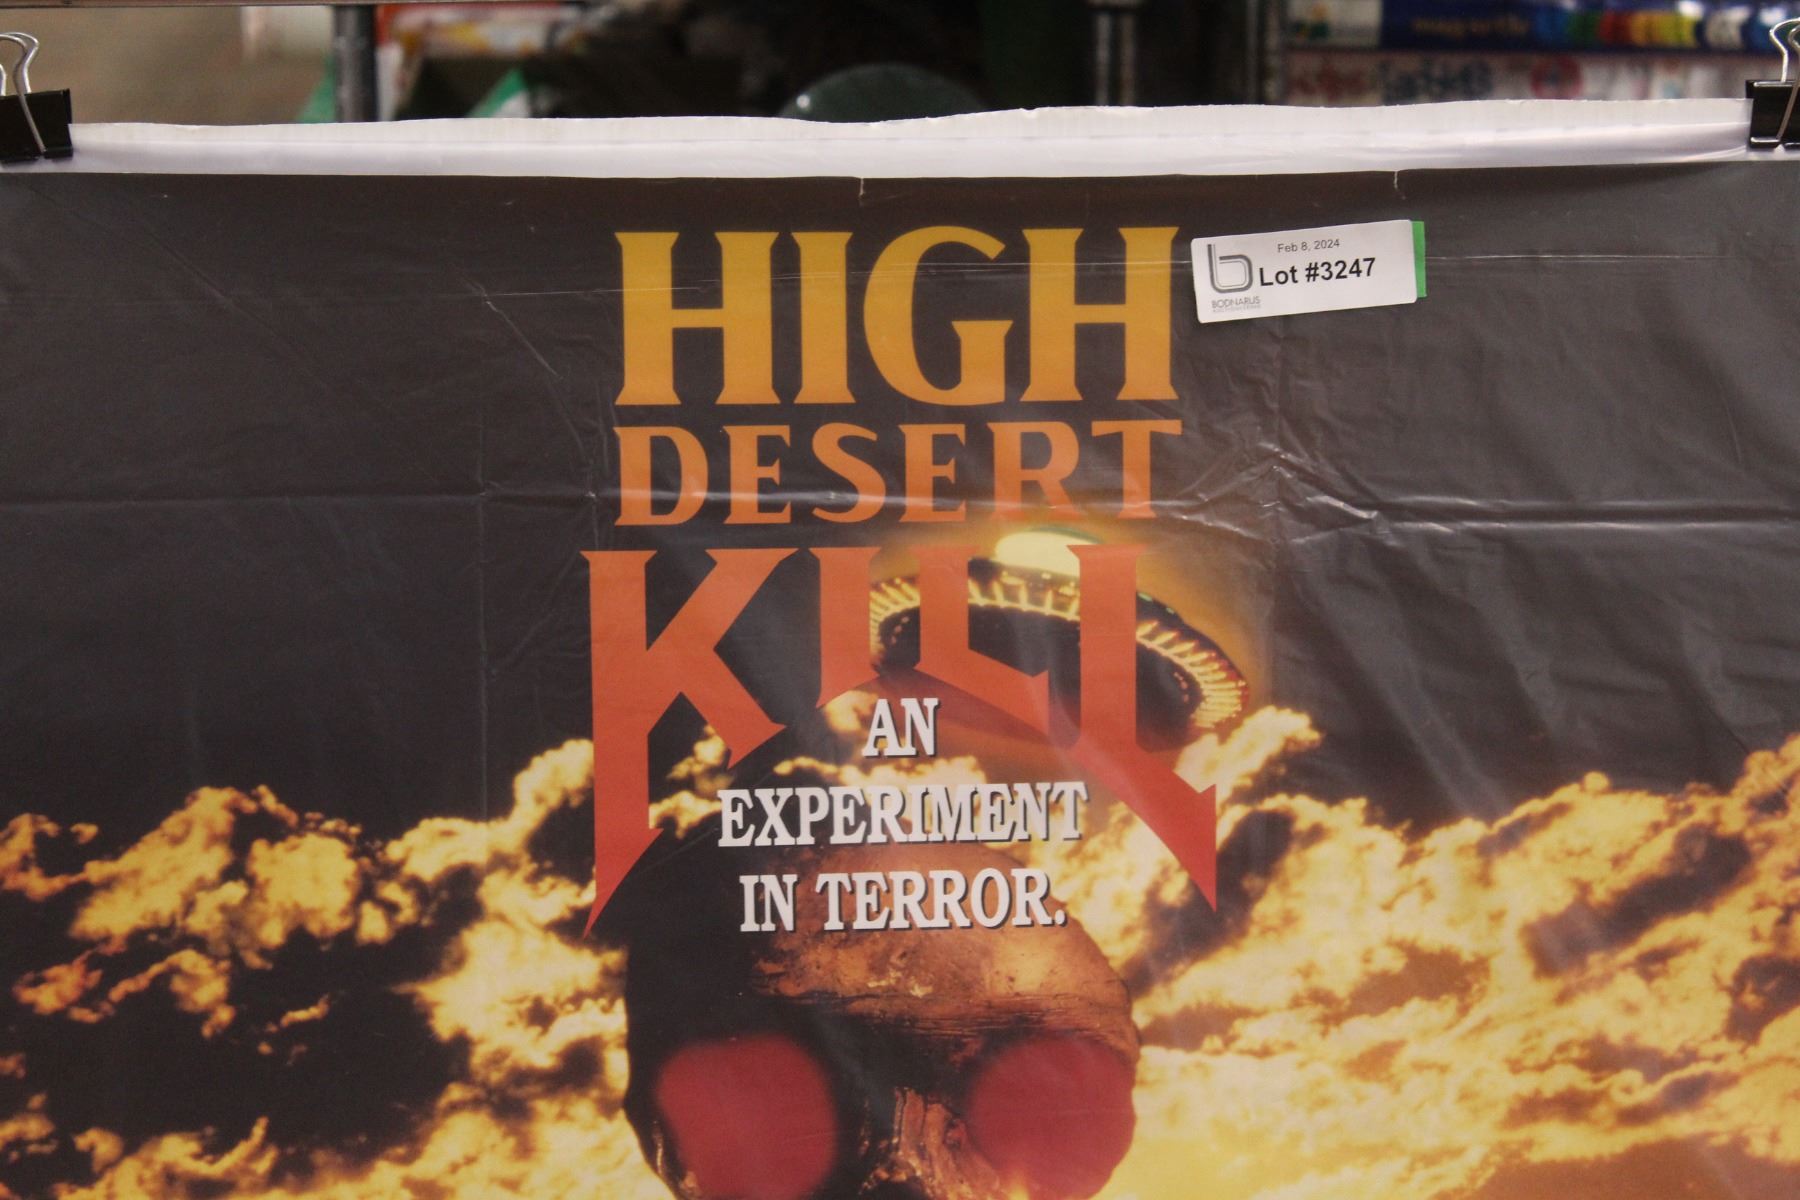 HIGH
DESERT
KILL
AN
EXPERIMENT
IN TERROR.
Feb 8, 2024
Lot #3247
BODNARUS